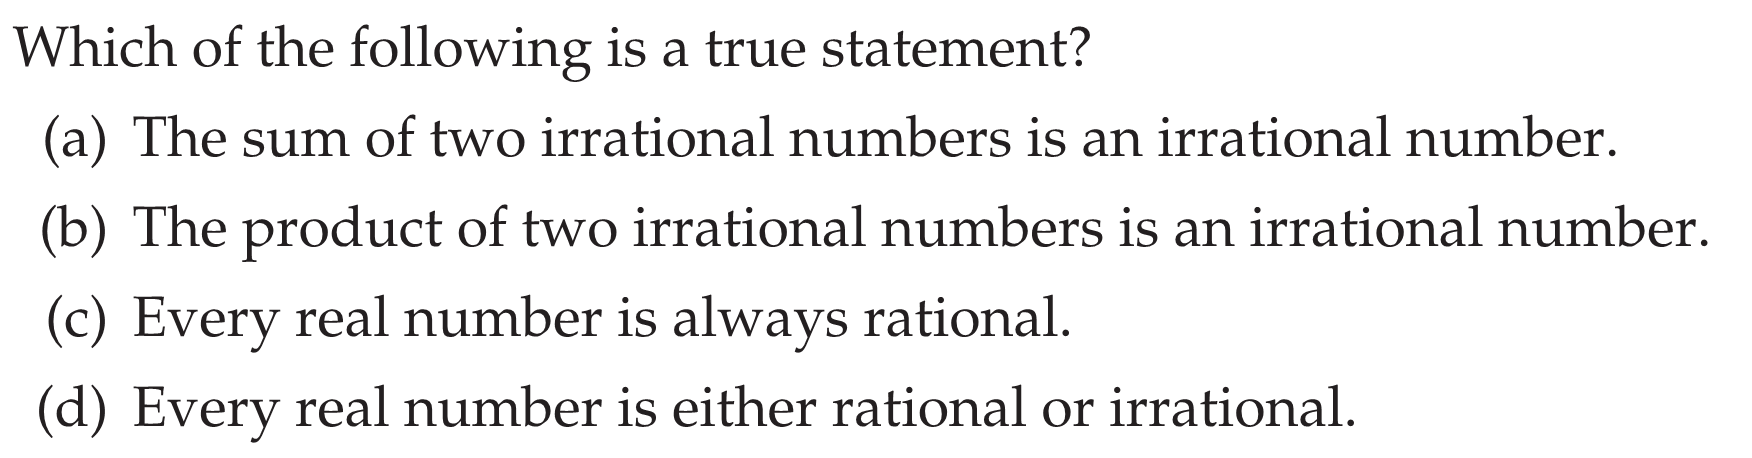 Which of the following is a true statement?
(a) The sum of two irrational numbers is an irrational number.
(b) The product of two irrational numbers is an irrational number.
(c) Every real number is always rational.
(d) Every real number is either rational or irrational.